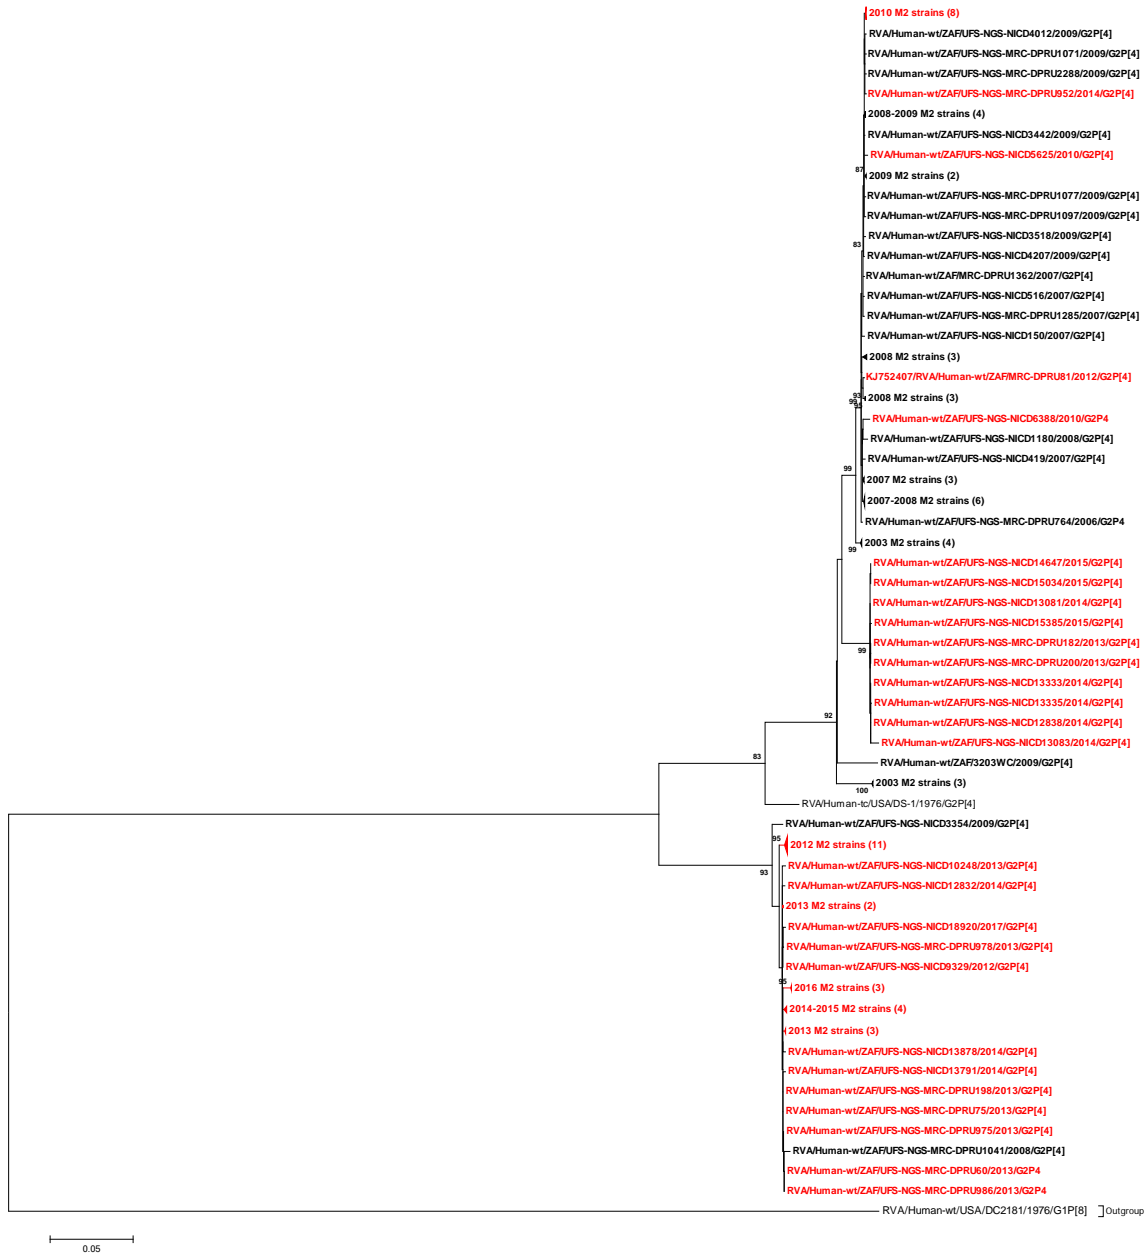 2010 M2 strains (8)
RVA/Human-wt/ZAF/UFS-NGS-NICD4012/2009/G2P[4]
RVA/Human-wt/ZAF/UFS-NGS-MRC-DPRU1071/2009/G2P[4]
RVA/Human-wt/ZAF/UFS-NGS-MRC-DPRU2288/2009/G2P[4]
RVA/Human-wt/ZAF/UFS-NGS-MRC-DPRU952/2014/G2P[4]
2008-2009 M2 strains (4)
RVA/Human-wt/ZAF/UFS-NGS-NICD3442/2009/G2P[4]
RVA/Human-wt/ZAF/UFS-NGS-NICD5625/2010/G2P[4]
87
2009 M2 strains (2)
RVA/Human-wt/ZAF/UFS-NGS-MRC-DPRU1077/2009/G2P[4]
RVA/Human-wt/ZAF/UFS-NGS-MRC-DPRU1097/2009/G2P[4]
RVA/Human-wt/ZAF/UFS-NGS-NICD3518/2009/G2P[4]
83
RVA/Human-wt/ZAF/UFS-NGS-NICD4207/2009/G2P[4]
RVA/Human-wt/ZAF/MRC-DPRU1362/2007/G2P[4]
RVA/Human-wt/ZAF/UFS-NGS-NICD516/2007/G2P[4]
RVA/Human-wt/ZAF/UFS-NGS-MRC-DPRU1285/2007/G2P[4]
RVA/Human-wt/ZAF/UFS-NGS-NICD150/2007/G2P[4]
2008 M2 strains (3)
KJ752407/RVA/Human-wt/ZAF/MRC-DPRU81/2012/G2P[4]
93
2008 M2 strains (3)
99
RVA/Human-wt/ZAF/UFS-NGS-NICD6388/2010/G2P4
RVA/Human-wt/ZAF/UFS-NGS-NICD1180/2008/G2P[4]
RVA/Human-wt/ZAF/UFS-NGS-NICD419/2007/G2P[4]
99
2007 M2 strains (3)
2007-2008 M2 strains (6)
RVA/Human-wt/ZAF/UFS-NGS-MRC-DPRU764/2006/G2P4
2003 M2 strains (4)
99
RVA/Human-wt/ZAF/UFS-NGS-NICD14647/2015/G2P[4]
RVA/Human-wt/ZAF/UFS-NGS-NICD15034/2015/G2P[4]
RVA/Human-wt/ZAF/UFS-NGS-NICD13081/2014/G2P[4]
RVA/Human-wt/ZAF/UFS-NGS-NICD15385/2015/G2P[4]
RVA/Human-wt/ZAF/UFS-NGS-MRC-DPRU182/2013/G2P[4]
99
RVA/Human-wt/ZAF/UFS-NGS-MRC-DPRU200/2013/G2P[4]
RVA/Human-wt/ZAF/UFS-NGS-NICD13333/2014/G2P[4]
RVA/Human-wt/ZAF/UFS-NGS-NICD13335/2014/G2P[4]
92
RVA/Human-wt/ZAF/UFS-NGS-NICD12838/2014/G2P[4]
RVA/Human-wt/ZAF/UFS-NGS-NICD13083/2014/G2P[4]
83
RVA/Human-wt/ZAF/3203WC/2009/G2P[4]
2003 M2 strains (3)
100
RVA/Human-tc/USA/DS-1/1976/G2P[4]
RVA/Human-wt/ZAF/UFS-NGS-NICD3354/2009/G2P[4]
95
2012 M2 strains (11)
RVA/Human-wt/ZAF/UFS-NGS-NICD10248/2013/G2P[4]
93
RVA/Human-wt/ZAF/UFS-NGS-NICD12832/2014/G2P[4]
2013 M2 strains (2)
RVA/Human-wt/ZAF/UFS-NGS-NICD18920/2017/G2P[4]
RVA/Human-wt/ZAF/UFS-NGS-MRC-DPRU978/2013/G2P[4]
RVA/Human-wt/ZAF/UFS-NGS-NICD9329/2012/G2P[4]
95
2016 M2 strains (3)
2014-2015 M2 strains (4)
2013 M2 strains (3)
RVA/Human-wt/ZAF/UFS-NGS-NICD13878/2014/G2P[4]
RVA/Human-wt/ZAF/UFS-NGS-NICD13791/2014/G2P[4]
RVA/Human-wt/ZAF/UFS-NGS-MRC-DPRU198/2013/G2P[4]
RVA/Human-wt/ZAF/UFS-NGS-MRC-DPRU75/2013/G2P[4]
RVA/Human-wt/ZAF/UFS-NGS-MRC-DPRU975/2013/G2P[4]
RVA/Human-wt/ZAF/UFS-NGS-MRC-DPRU1041/2008/G2P[4]
RVA/Human-wt/ZAF/UFS-NGS-MRC-DPRU60/2013/G2P4
RVA/Human-wt/ZAF/UFS-NGS-MRC-DPRU986/2013/G2P4
RVA/Human-wt/USA/DC2181/1976/G1P[8] Outgroup
0.05